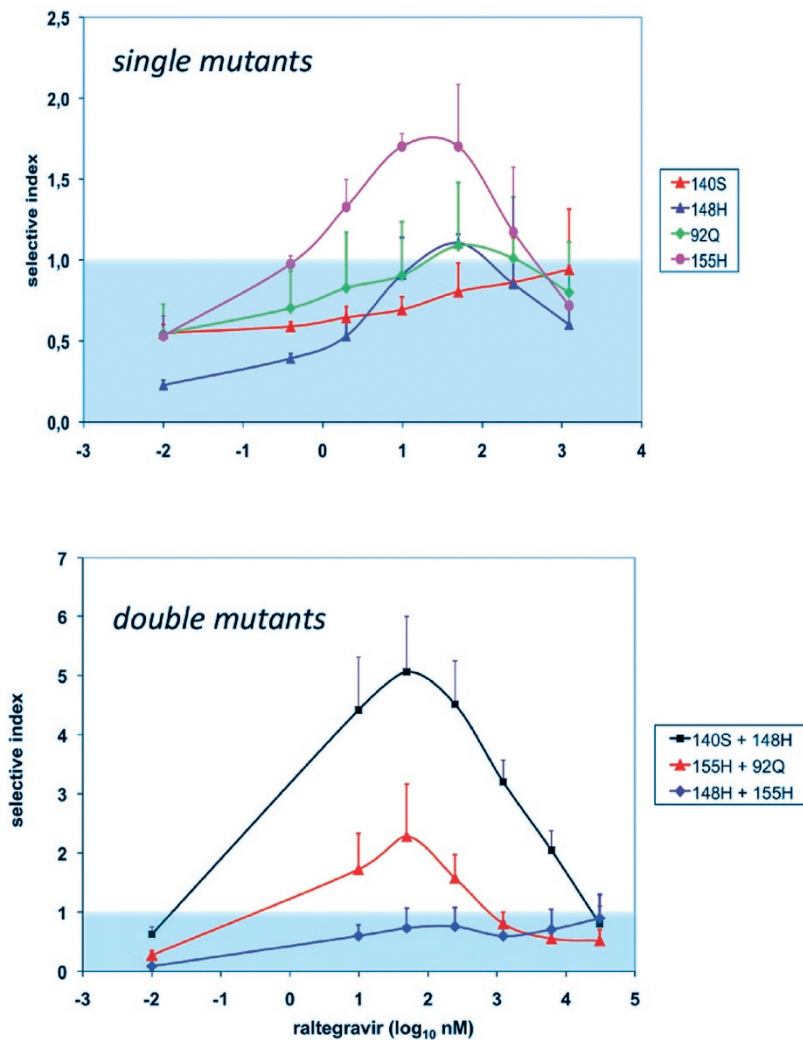 2,5
single mutants
2,0
1,5
1,0
0,5
0,0
selective index
-3 -2 -1 0 1 2 3 4
140S
148H
92Q
155H
7
double mutants
6
5
4
3
2
1
0
selective index
-3 -2 -1 0 1 2 3 4 5
raltegravir (log₁₀ nM)
140S + 148H
155H + 92Q
148H + 155H